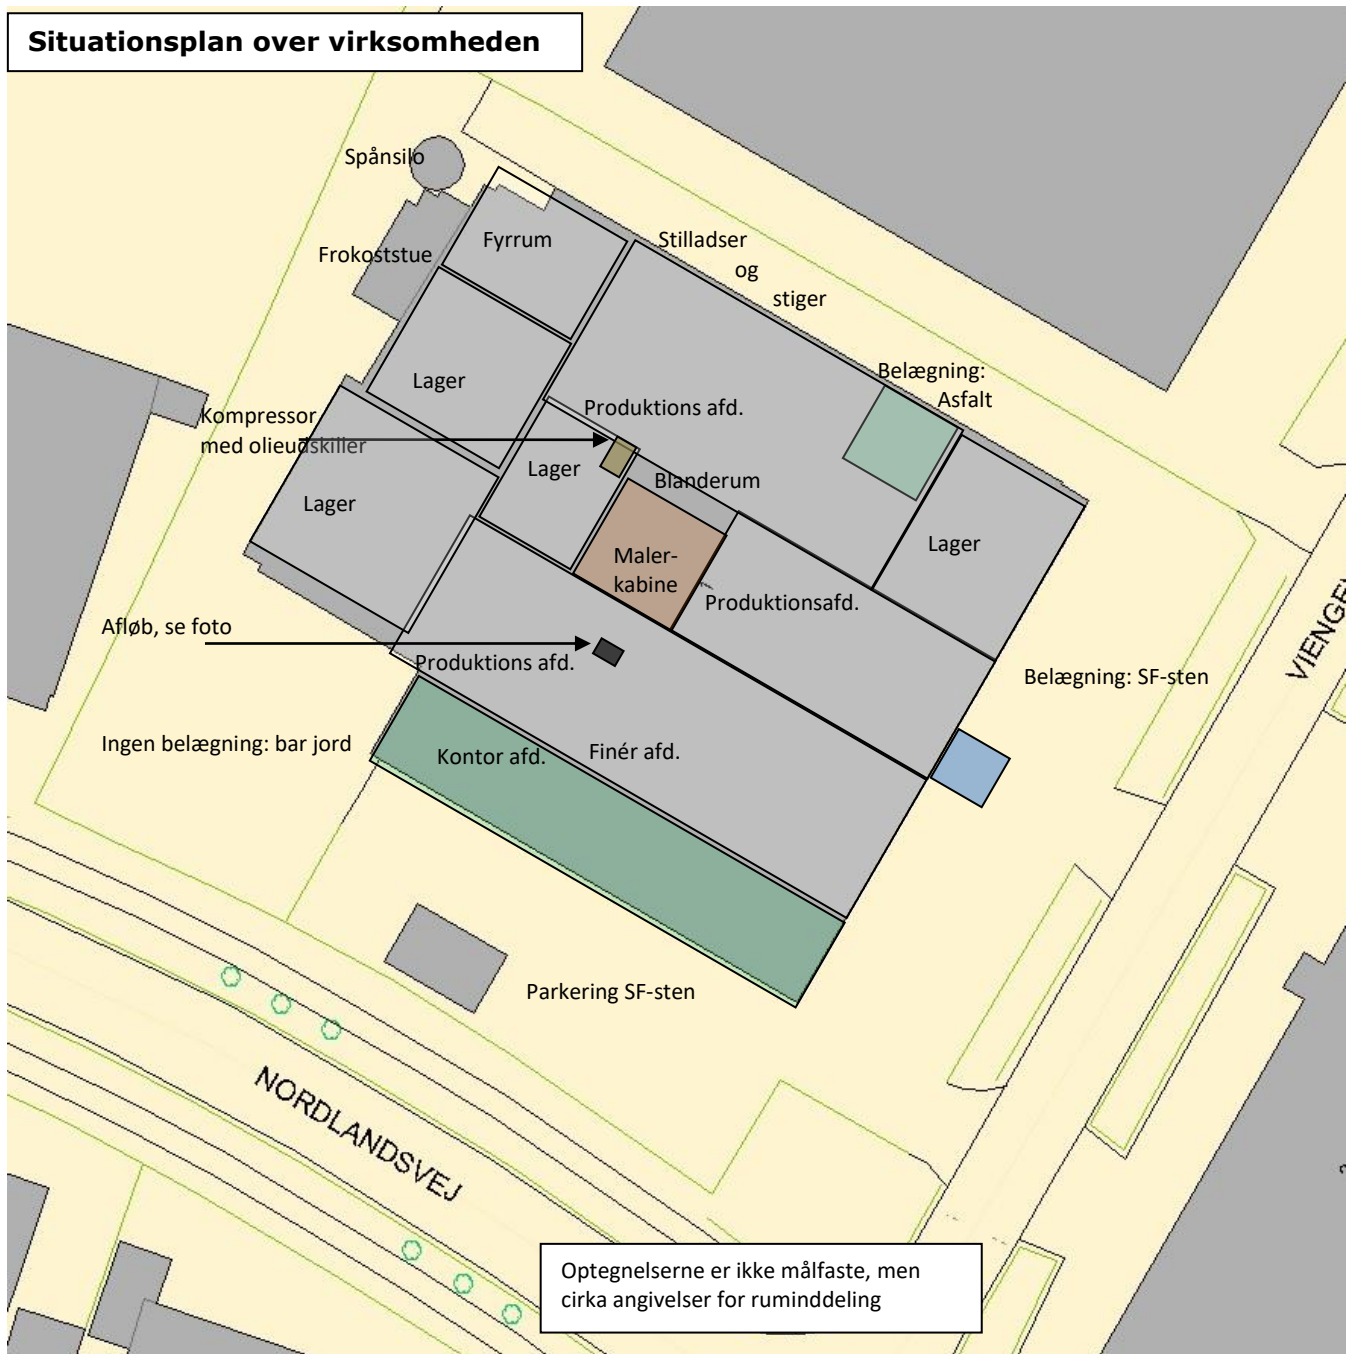 Situationsplan over virksomheden
Spånsilo
Frokoststue
Fyrrum
Stilladser
og
stiger
Belægning:
Asfalt
Lager
Produktions afd.
Kompressor
med olieudskiller
Lager
Blanderum
Lager
Lager
Maler-
kabine
Produktionsafd.
Afløb, se foto
Produktions afd.
Belægning: SF-sten
Ingen belægning: bar jord
Kontor afd.
Finér afd.
Parkering SF-sten
NORDLANDSVEJ
Optegnelserne er ikke målfaste, men
cirka angivelser for ruminddeling